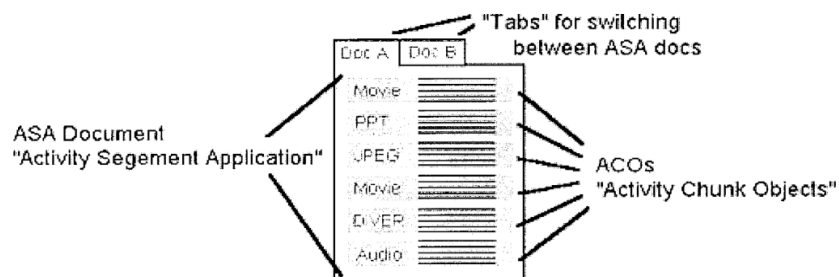 "Tabs" for switching
between ASA docs
Doc A
Doc B
Movie
PPT
JPEG
Movie
DIVER
Audio
ASA Document
"Activity Segement Application"
ACOs
"Activity Chunk Objects"